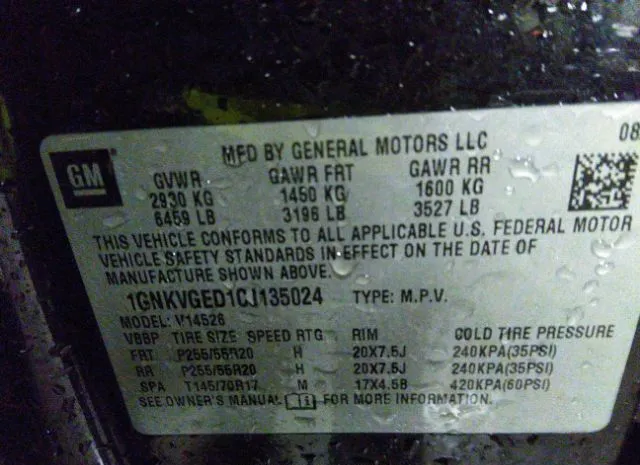 MFD BY GENERAL MOTORS LLC 08
GM
GVWR GAWR FRT GAWR RR
2930 KG 1450 KG 1600 KG
6459 LB 3196 LB 3527 LB
THIS VEHICLE CONFORMS TO ALL APPLICABLE U.S. FEDERAL MOTOR
VEHICLE SAFETY STANDARDS IN EFFECT ON THE DATE OF
MANUFACTURE SHOWN ABOVE.
1GNKVGED1CJ135024 TYPE: M.P.V.
MODEL: V14526
VBBP TIRE SIZE SPEED RTG RIM COLD TIRE PRESSURE
FRT P255/55R20 H 20X7.5J 240KPA(35PSI)
RR P255/55R20 H 20X7.5J 240KPA(35PSI)
SPA T145/70R17 M 17X4.5B 420KPA(60PSI)
SEE OWNER'S MANUAL FOR MORE INFORMATION.